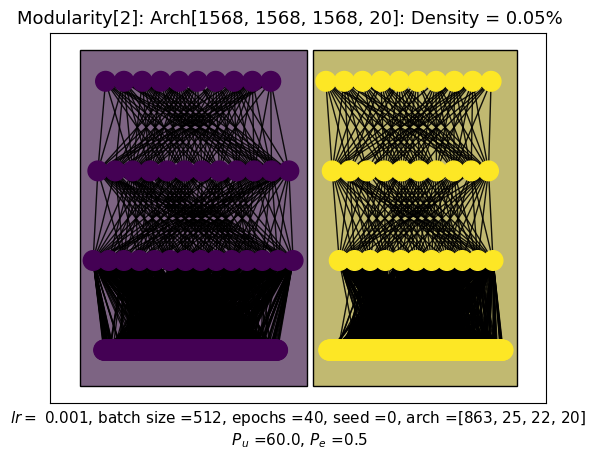 Modularity[2]: Arch[1568, 1568, 1568, 20]: Density = 0.05%
lr = 0.001, batch size =512, epochs =40, seed =0, arch =[863, 25, 22, 20]
P_u =60.0, P_e =0.5